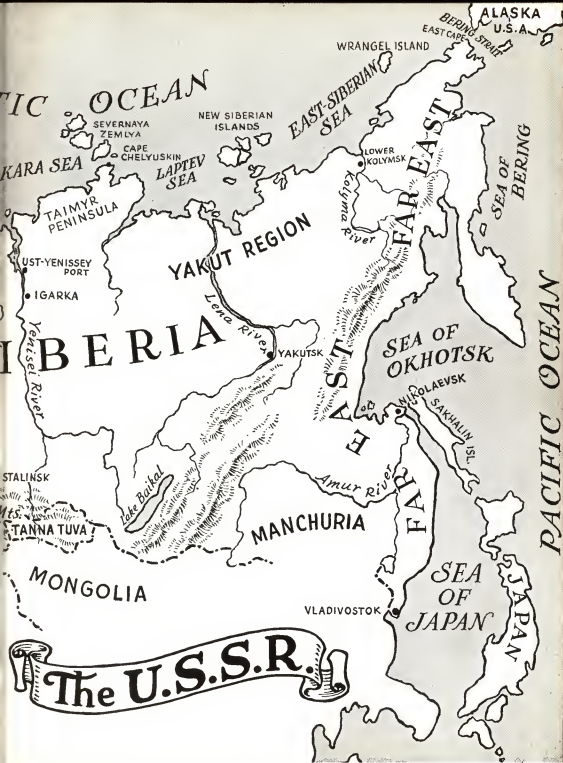 ALASKA
U.S.A.
BERING STRAIT
EAST CAPE
WRANGEL ISLAND
TIC OCEAN
SEVERNAYA
ZEMLYA
NEW SIBERIAN
ISLANDS
EAST-SIBERIAN
SEA
CAPE
CHELYUSKIN
KARA SEA
LAPTEV
SEA
LOWER
KOLYMSK
Kolyma River
FAR EAST
SEA OF
BERING
TAIMYR
PENINSULA
YAKUT REGION
UST-YENISSEY
PORT
IGARKA
Yenisei River
IBERIA
Lena River
YAKUTSK
SEA OF
OKHOTSK
PACIFIC OCEAN
NIKOLAEVSK
SAKHALIN ISL.
FAR EAST
Amur River
STALINSK
Mts.
TANNA TUVA
Lake Baikal
MANCHURIA
MONGOLIA
VLADIVOSTOK
SEA
OF
JAPAN
JAPAN
The U.S.S.R.